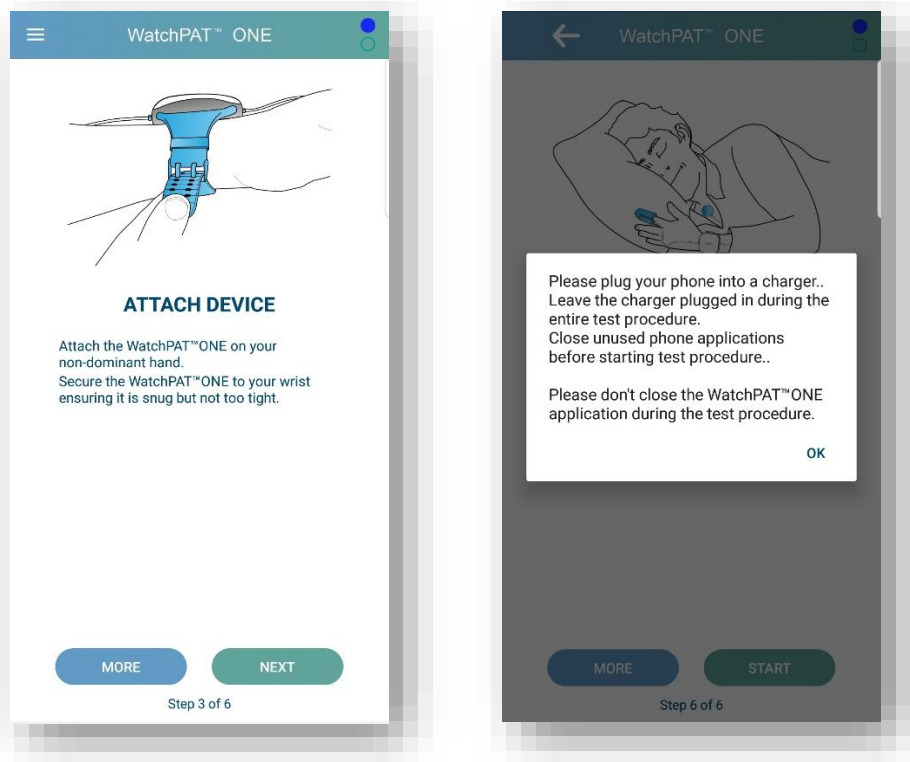 WatchPAT™ ONE
ATTACH DEVICE
Attach the WatchPAT™ONE on your
non-dominant hand.
Secure the WatchPAT™ONE to your wrist
ensuring it is snug but not too tight.
MORE
NEXT
Step 3 of 6
WatchPAT™ ONE
Please plug your phone into a charger..
Leave the charger plugged in during the
entire test procedure.
Close unused phone applications
before starting test procedure..
Please don't close the WatchPAT™ONE
application during the test procedure.
OK
MORE
START
Step 6 of 6